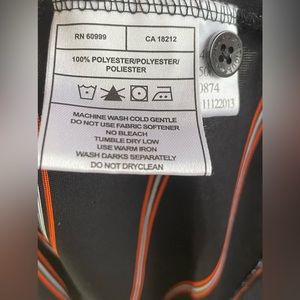 RN 60999 CA 18212
100% POLYESTER/POLYESTER/
POLIESTER
MACHINE WASH COLD GENTLE
DO NOT USE FABRIC SOFTENER
NO BLEACH
TUMBLE DRY LOW
USE WARM IRON
WASH DARKS SEPARATELY
DO NOT DRYCLEAN
0874
11122013